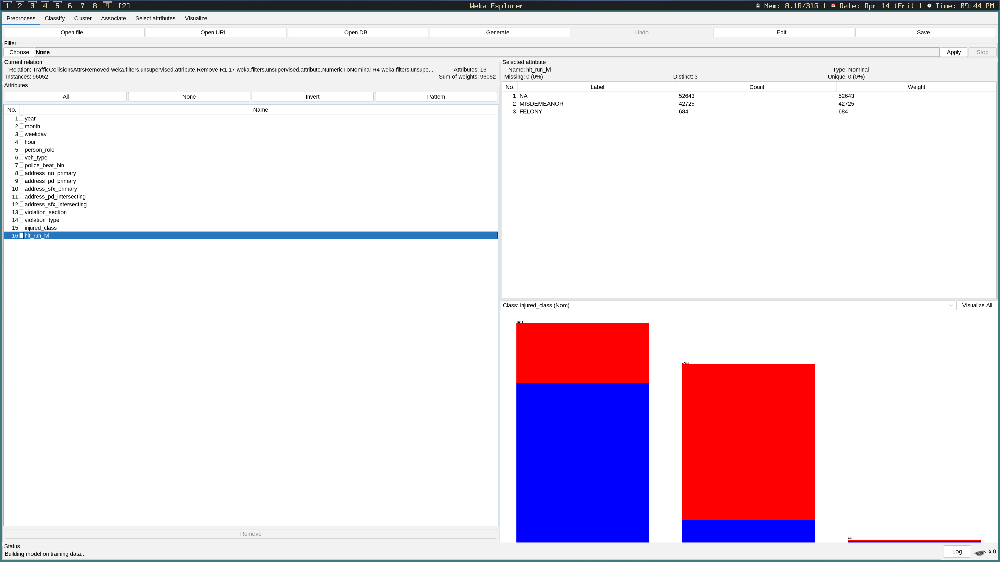 1 2 3 4 5 6 7 8 9 [2] Weka Explorer Mem: 8.1G/31G | Date: Apr 14 (Fri) | Time: 09:44 PM
Preprocess Classify Cluster Associate Select attributes Visualize
Open file... Open URL... Open DB... Generate... Undo Edit... Save...
Filter
Choose None Apply Stop
Current relation
Relation: TrafficCollisionsAttrsRemoved-weka.filters.unsupervised.attribute.Remove-R1,17-weka.filters.unsupervised.attribute.NumericToNominal-R4-weka.filters.unsupe... Attributes: 16
Instances: 96052 Sum of weights: 96052
Attributes
All None Invert Pattern
No. Name
1 year
2 month
3 weekday
4 hour
5 person_role
6 veh_type
7 police_beat_bin
8 address_no_primary
9 address_pd_primary
10 address_sfx_primary
11 address_pd_intersecting
12 address_sfx_intersecting
13 violation_section
14 violation_type
15 injured_class
16 hit_run_lvl
Remove
Selected attribute
Name: hit_run_lvl Type: Nominal
Missing: 0 (0%) Distinct: 3 Unique: 0 (0%)
No. Label Count Weight
1 NA 52643 52643
2 MISDEMEANOR 42725 42725
3 FELONY 684 684
Class: injured_class (Nom) Visualize All
52643
42725
684
Status
Building model on training data... Log x 0